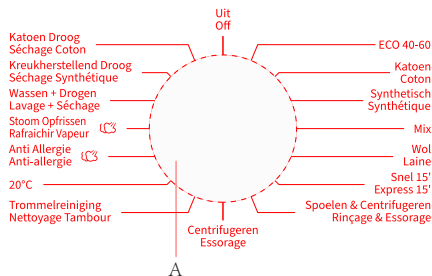 Uit
Off
Katoen Droog
Séchage Coton
Kreukherstellend Droog
Séchage Synthétique
Wassen + Drogen
Lavage + Séchage
Stoom Opfrissen
Rafraichir Vapeur
Anti Allergie
Anti-allergie
20°C
Trommelreiniging
Nettoyage Tambour
ECO 40-60
Katoen
Coton
Synthetisch
Synthétique
Mix
Wol
Laine
Snel 15'
Express 15'
Spoelen & Centrifugeren
Rinçage & Essorage
Centrifugeren
Essorage
A